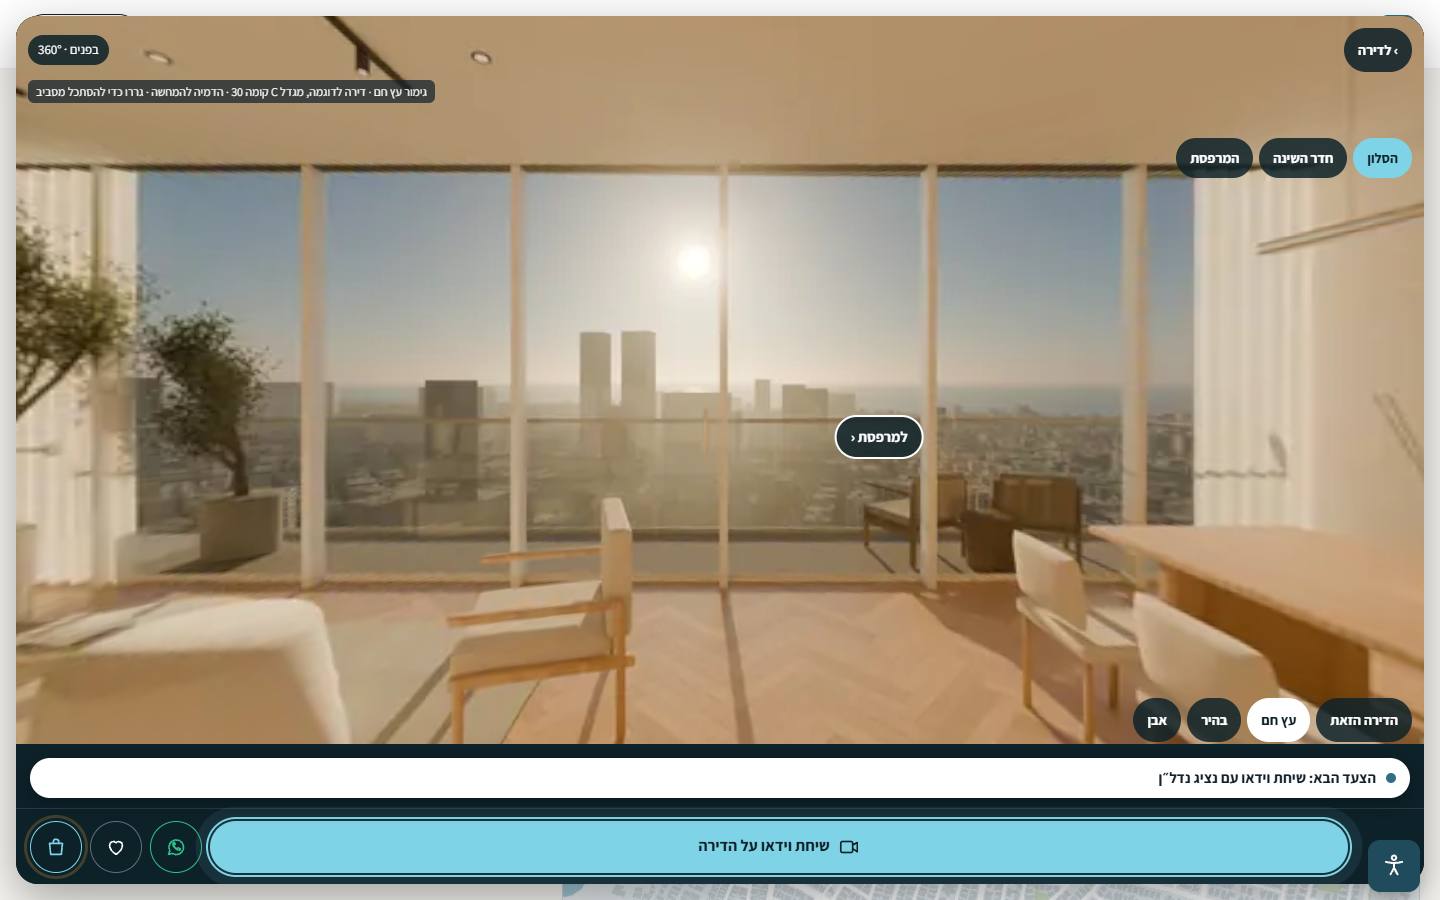 ‹ לדירה
בפנים · 360°
גימור עץ חם · דירה לדוגמה, מגדל C קומה 30 · הדמיה להמחשה · גררו כדי להסתכל מסביב
הסלון
חדר השינה
המרפסת
למרפסת ›
הדירה הזאת
עץ חם
בהיר
אבן
הצעד הבא: שיחת וידאו עם נציג נדל״ן
שיחת וידאו על הדירה